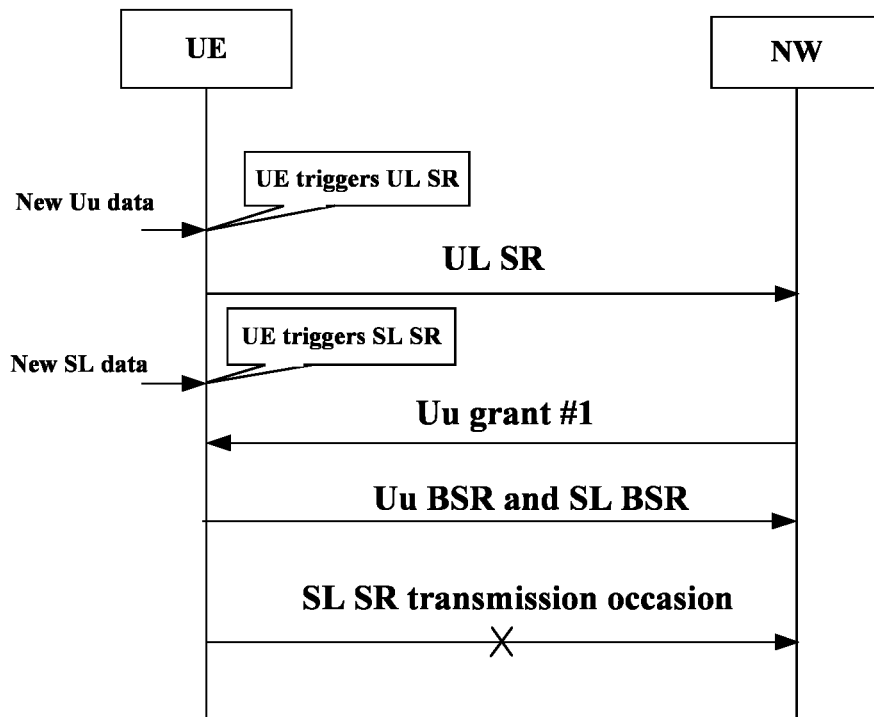 UE
NW
UE triggers UL SR
New Uu data
UL SR
UE triggers SL SR
New SL data
Uu grant #1
Uu BSR and SL BSR
SL SR transmission occasion